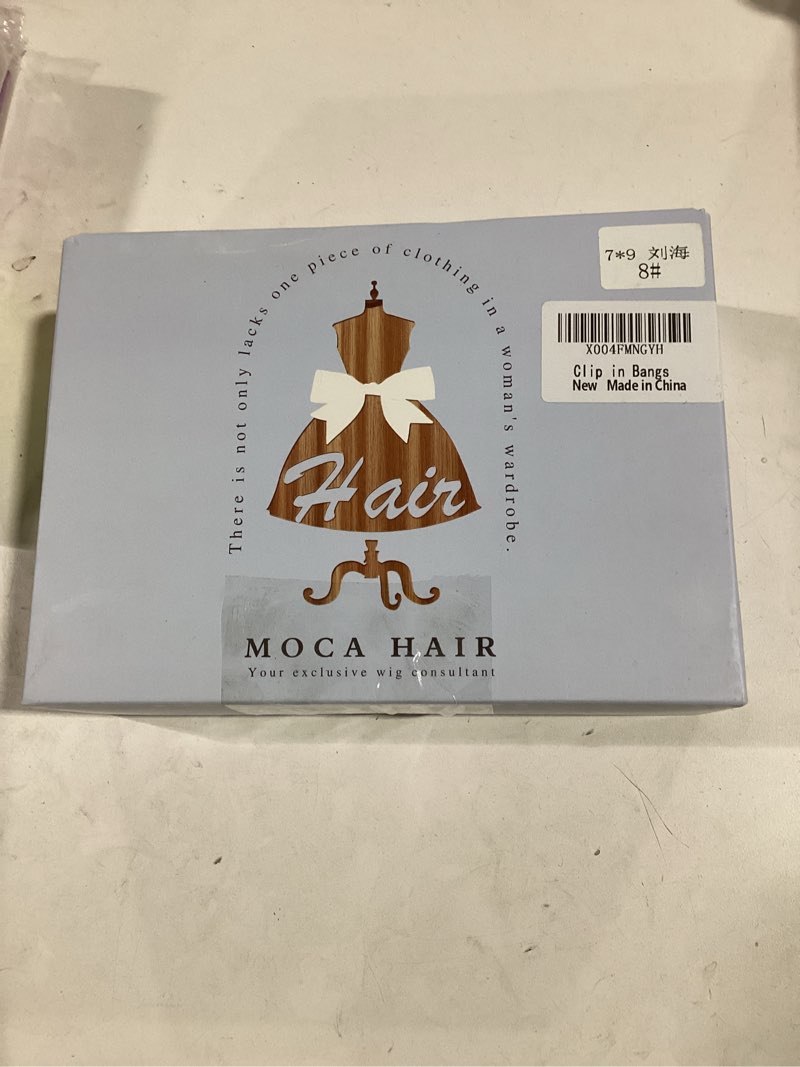 7*9 刘海
8#
X004FMNGYH
Clip in Bangs
New Made in China
There is not only lacks one piece of clothing in a woman's wardrobe.
Hair
MOCA HAIR
Your exclusive wig consultant